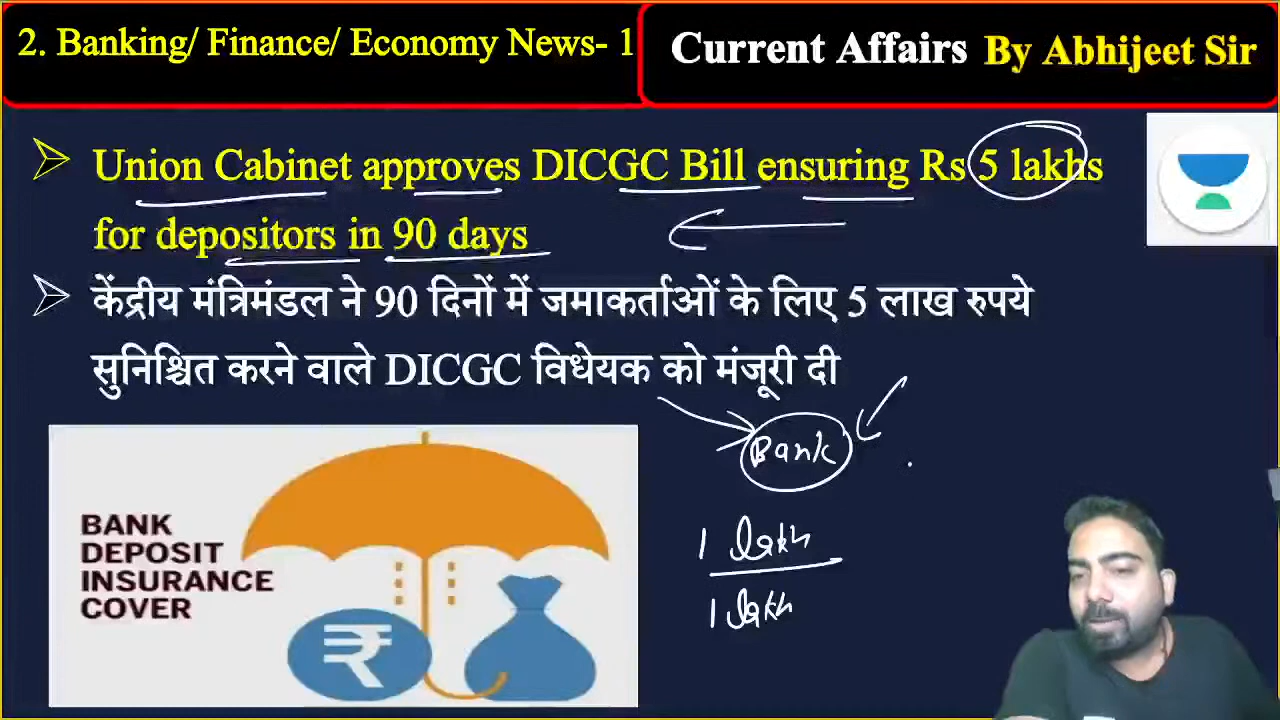 2. Banking/ Finance/ Economy News- 1
Current Affairs By Abhijeet Sir
Union Cabinet approves DICGC Bill ensuring Rs 5 lakhs
for depositors in 90 days
केंद्रीय मंत्रिमंडल ने 90 दिनों में जमाकर्ताओं के लिए 5 लाख रुपये
सुनिश्चित करने वाले DICGC विधेयक को मंजूरी दी
Bank
1 lakh
1 lakh
BANK
DEPOSIT
INSURANCE
COVER
₹